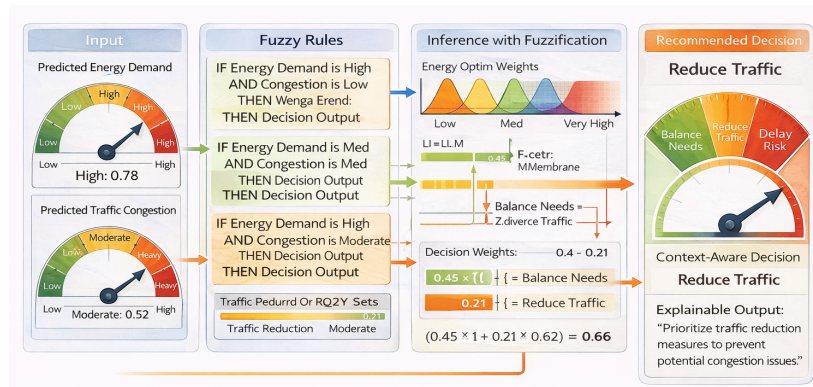 Input
Predicted Energy Demand
Low
Low
High
High
High
Low
High
High: 0.78
Predicted Traffic Congestion
Low
Low
Moderate
Heavy
Heavy
Low
High
Moderate: 0.52
Fuzzy Rules
IF Energy Demand is High
AND Congestion is Low
THEN Wenga Erend:
THEN Decision Output
IF Energy Demand is Med
AND Congestion is Med
THEN Decision Output
THEN Decision Output
IF Energy Demand is High
AND Congestion is Moderate
THEN Decision Output
THEN Decision Output
Traffic Pedurrd Or RQ2Y Sets
0.21
Traffic Reduction Moderate
Inference with Fuzzification
Energy Optim Weights
Low Med Very High
LI = LL M
0.45
F-cetr:
MMembrane
Balance Needs =
Z.diverce Traffic
Decision Weights: 0.4 – 0.21
0.45 × { = Balance Needs
0.21 { = Reduce Traffic
(0.45 × 1 + 0.21 × 0.62) = 0.66
Recommended Decision
Reduce Traffic
Balance Needs
Reduce Traffic
Delay Risk
Context-Aware Decision
Reduce Traffic
Explainable Output:
"Prioritize traffic reduction
measures to prevent
potential congestion issues."